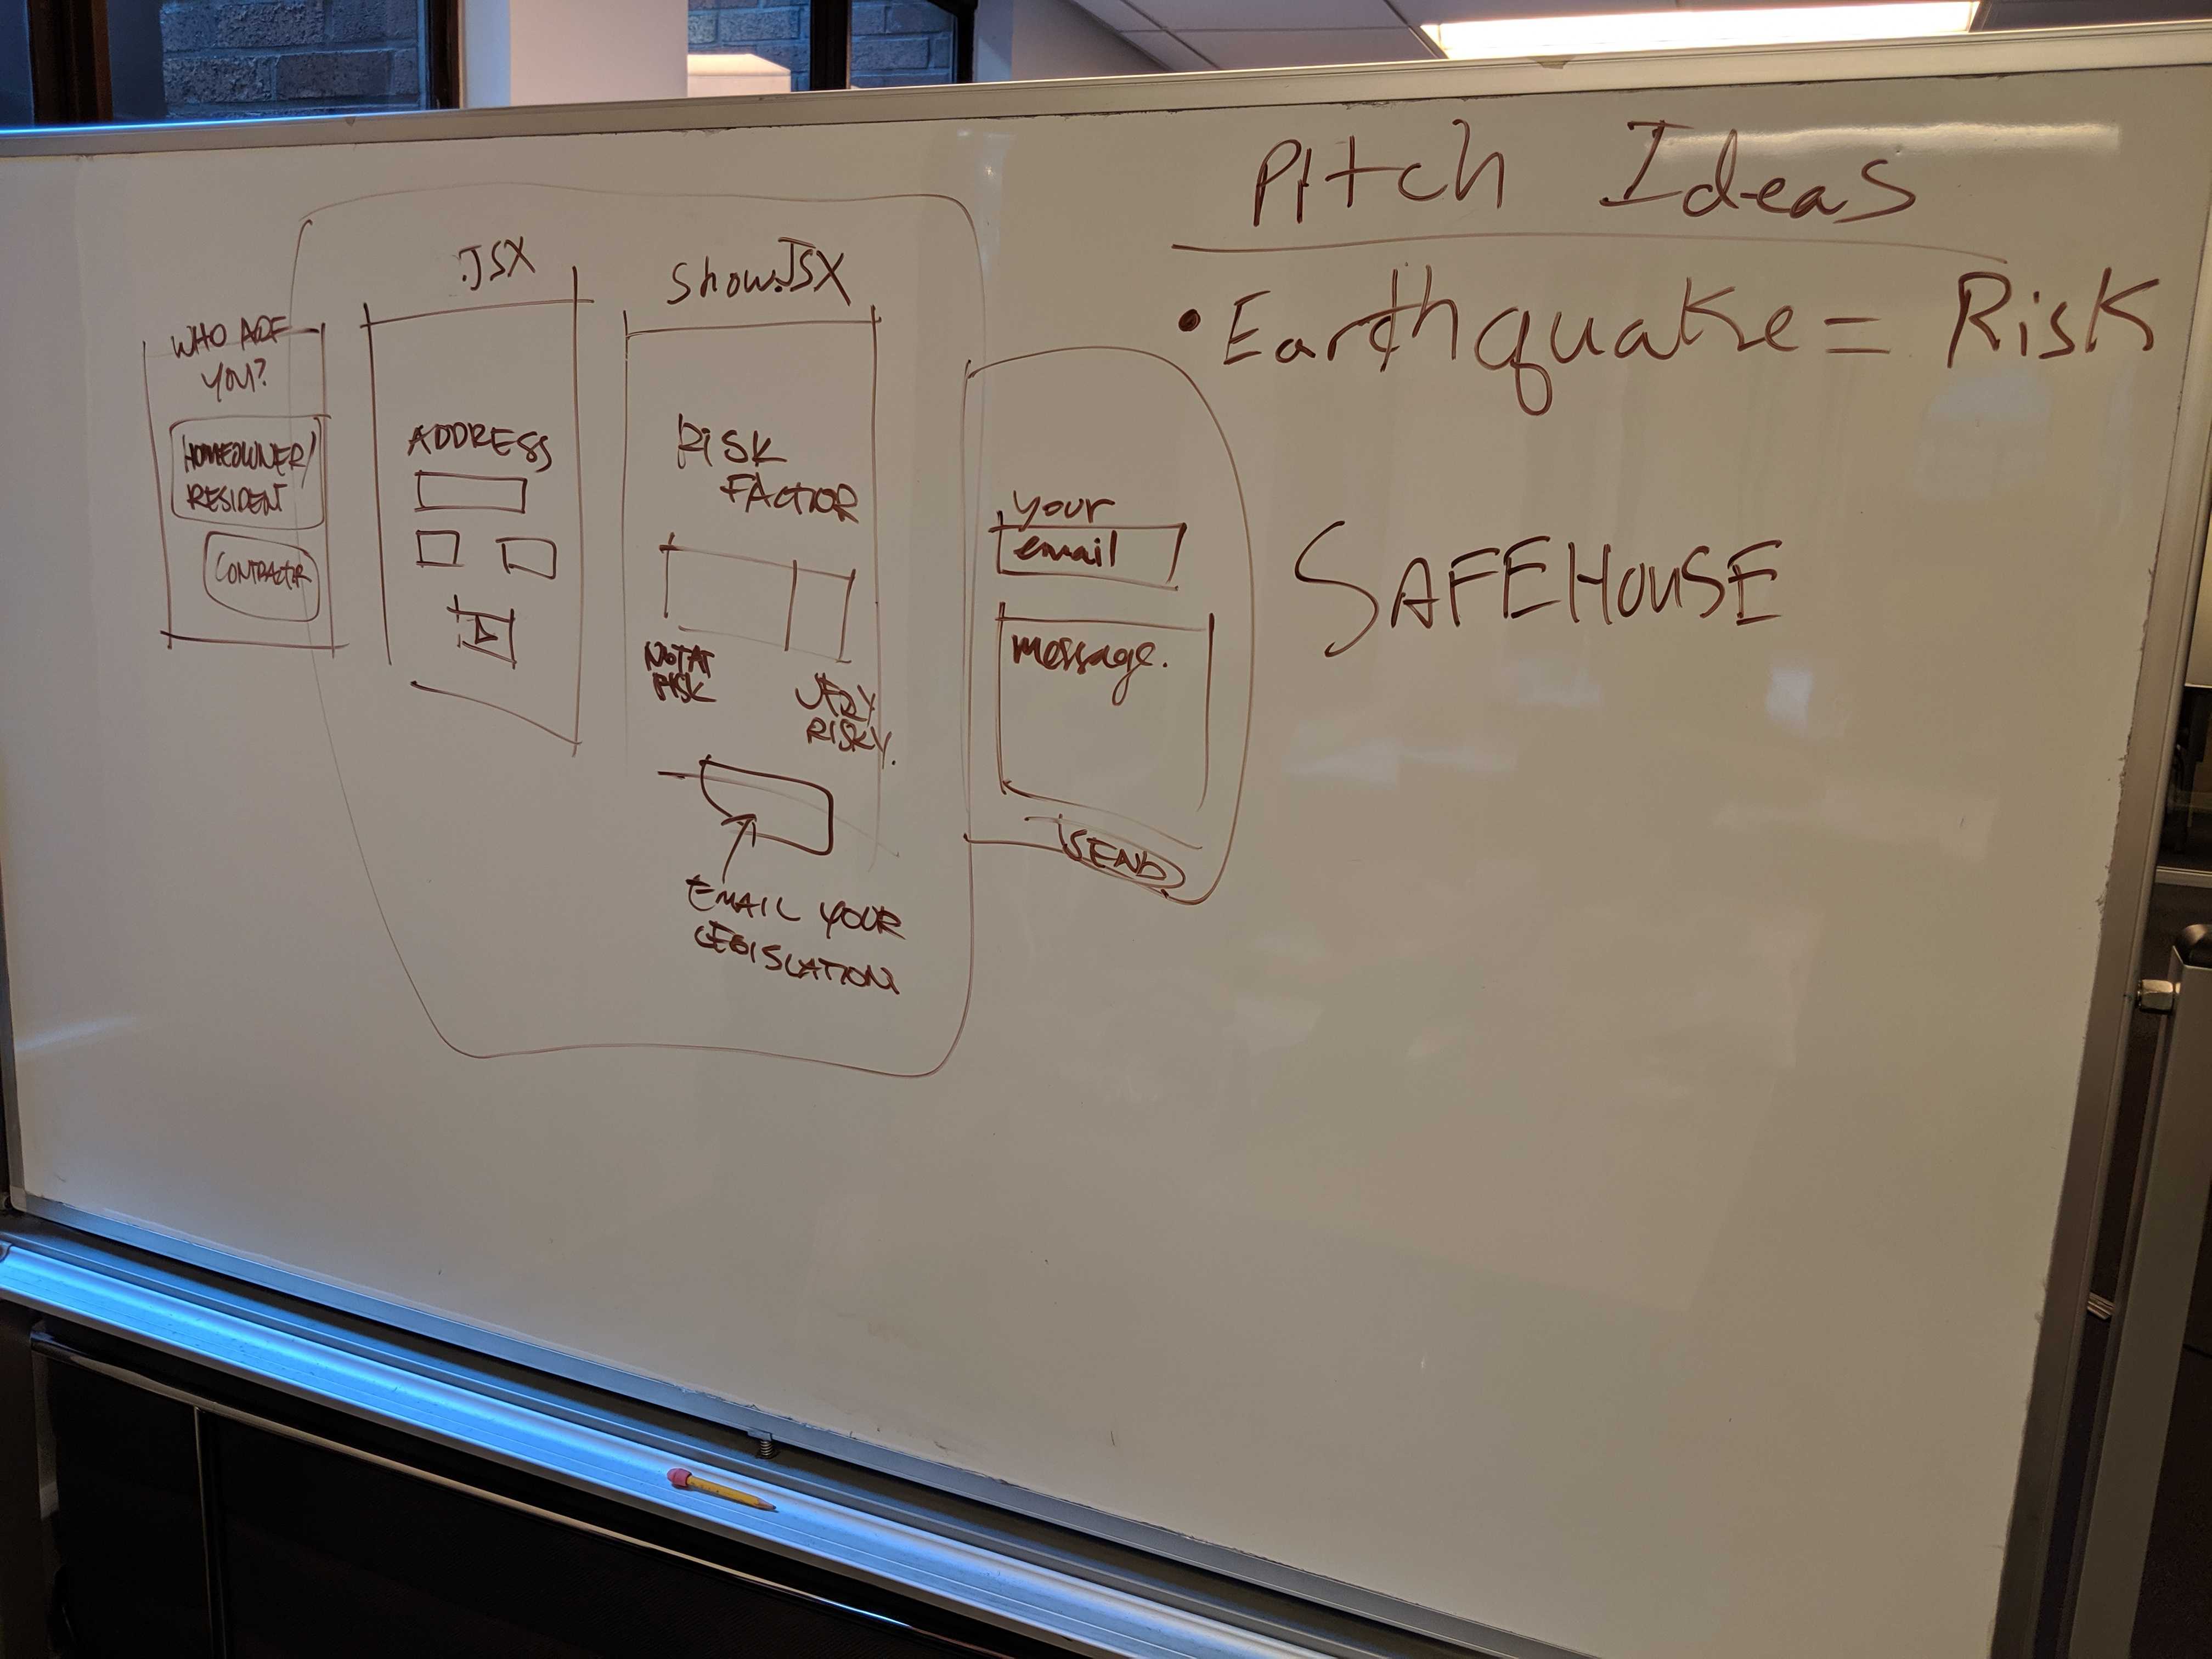 Pitch Ideas
• Earthquake = Risk
SAFEHOUSE
WHO ARE
YOU?
HOMEOWNER/
RESIDENT
CONTRACTOR
.JSX
ADDRESS
Show.JSX
RISK
FACTOR
NOT AT
RISK
VERY
RISKY.
EMAIL YOUR
LEGISLATION
your
email
message.
SEND